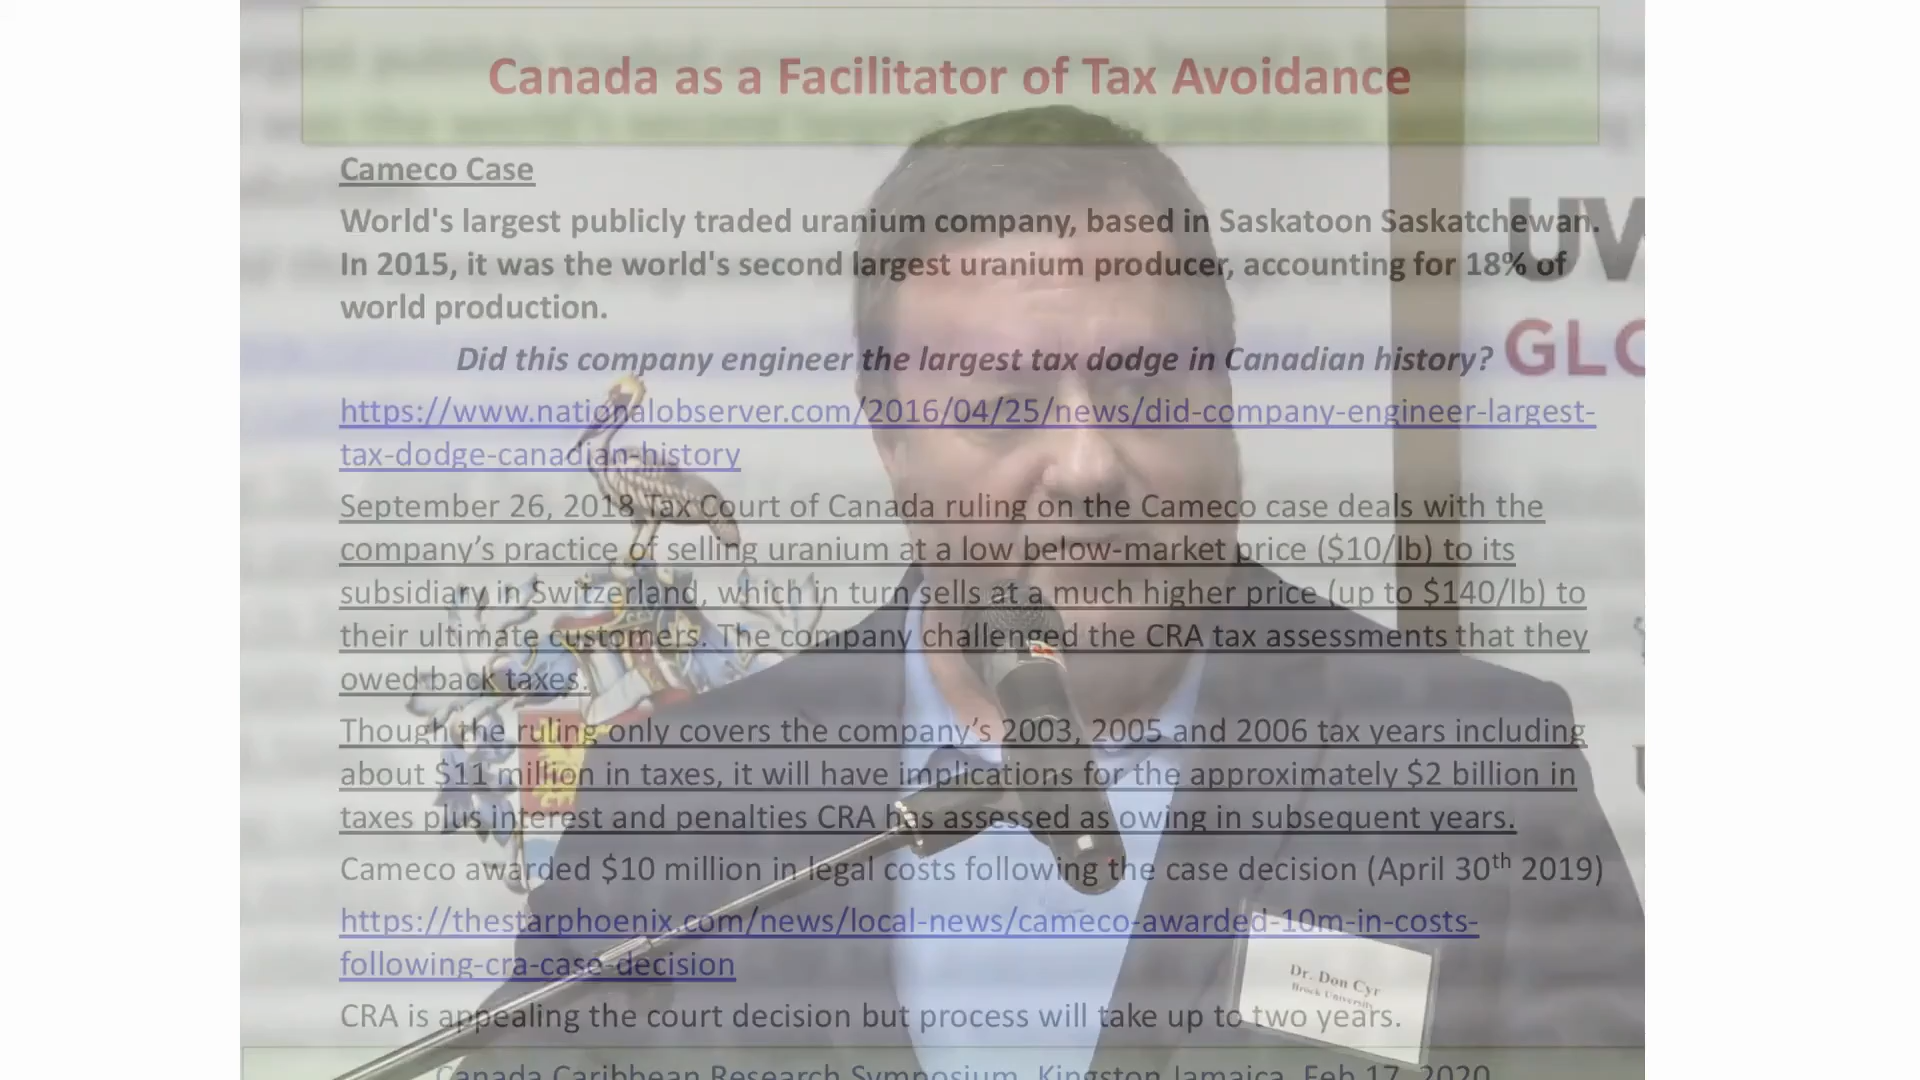 Canada as a Facilitator of Tax Avoidance
Cameco Case
World's largest publicly traded uranium company, based in Saskatoon Saskatchewan.
In 2015, it was the world's second largest uranium producer, accounting for 18% of
world production.
Did this company engineer the largest tax dodge in Canadian history?
https://www.nationalobserver.com/2016/04/25/news/did-company-engineer-largest-
tax-dodge-canadian-history
September 26, 2018 Tax Court of Canada ruling on the Cameco case deals with the
company’s practice of selling uranium at a low below-market price ($10/lb) to its
subsidiary in Switzerland, which in turn sells at a much higher price (up to $140/lb) to
their ultimate customers. The company challenged the CRA tax assessments that they
owed back taxes.
Though the ruling only covers the company’s 2003, 2005 and 2006 tax years including
about $11 million in taxes, it will have implications for the approximately $2 billion in
taxes plus interest and penalties CRA has assessed as owing in subsequent years.
Cameco awarded $10 million in legal costs following the case decision (April 30th 2019)
https://thestarphoenix.com/news/local-news/cameco-awarded-10m-in-costs-
following-cra-case-decision
CRA is appealing the court decision but process will take up to two years.
Canada Caribbean Research Symposium, Kingston Jamaica, Feb 17, 2020
UW
GLO
Dr. Don Cyr
Brock University